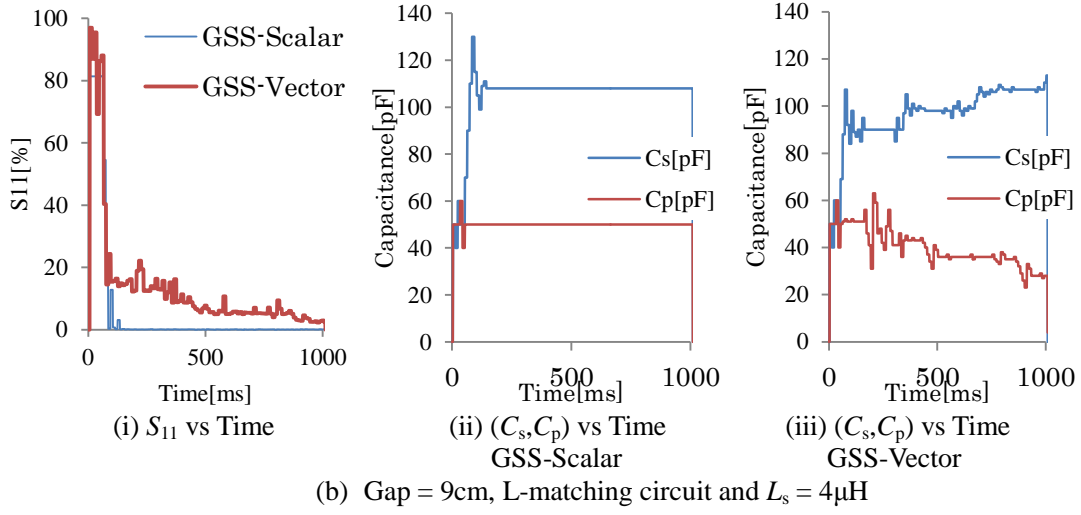 100
80
60
40
20
0
S11[%]
GSS-Scalar
GSS-Vector
0
500
1000
Time[ms]
(i) S11 vs Time
140
120
100
80
60
40
20
0
Capacitance[pF]
Cs[pF]
Cp[pF]
0
500
1000
Time[ms]
(ii) (Cs,Cp) vs Time
GSS-Scalar
140
120
100
80
60
40
20
0
Capacitance[pF]
Cs[pF]
Cp[pF]
0
500
1000
Time[ms]
(iii) (Cs,Cp) vs Time
GSS-Vector
(b) Gap = 9cm, L-matching circuit and Ls = 4μH